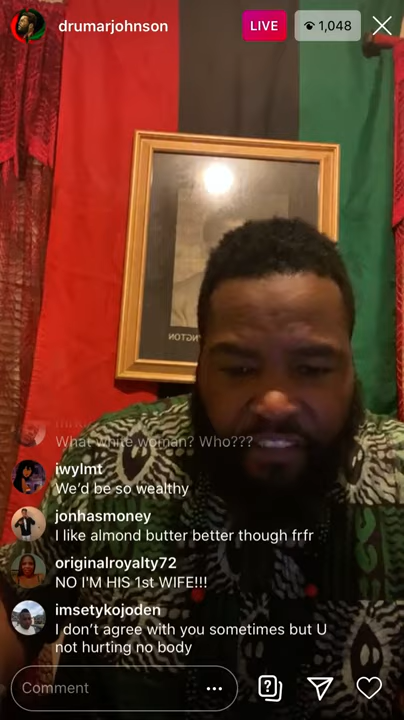 drumarjohnson
LIVE
1,048
What white woman? Who???
iwylmt
We'd be so wealthy
jonhasmoney
I like almond butter better though frfr
originalroyalty72
NO I'M HIS 1st WIFE!!!
imsetykojoden
I don't agree with you sometimes but U
not hurting no body
Comment